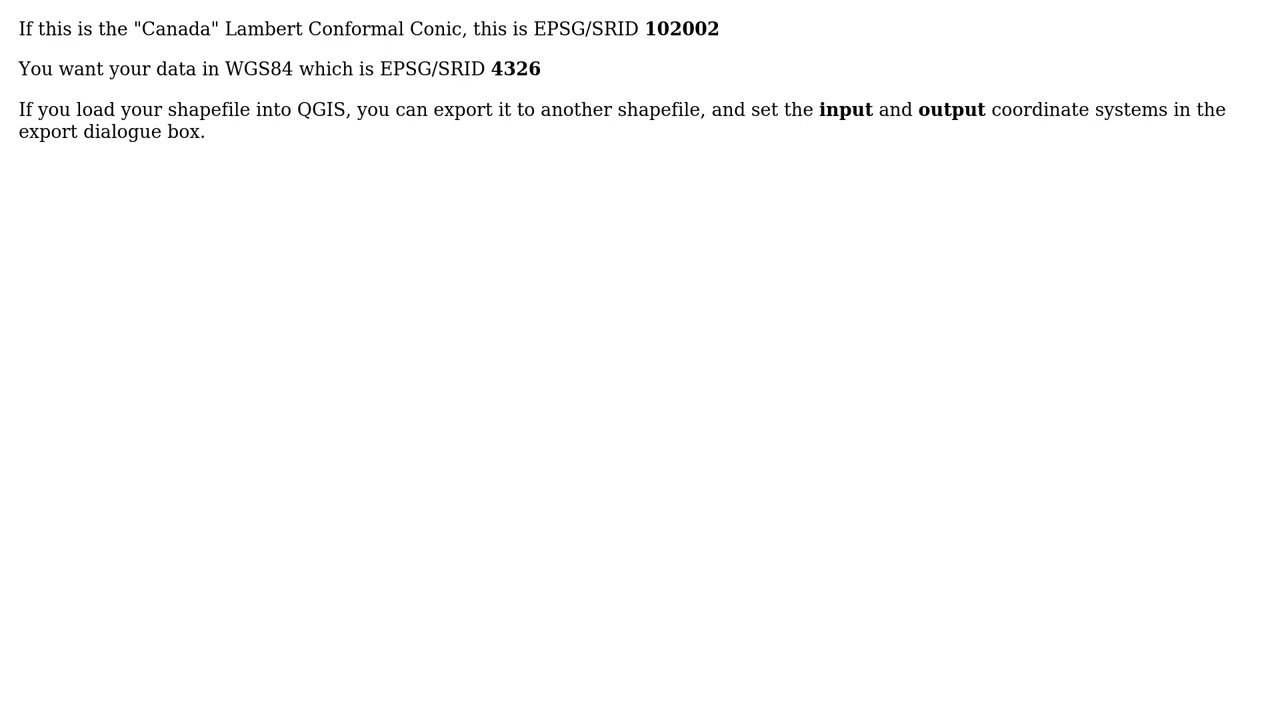 If this is the "Canada" Lambert Conformal Conic, this is EPSG/SRID 102002
You want your data in WGS84 which is EPSG/SRID 4326
If you load your shapefile into QGIS, you can export it to another shapefile, and set the input and output coordinate systems in the
export dialogue box.